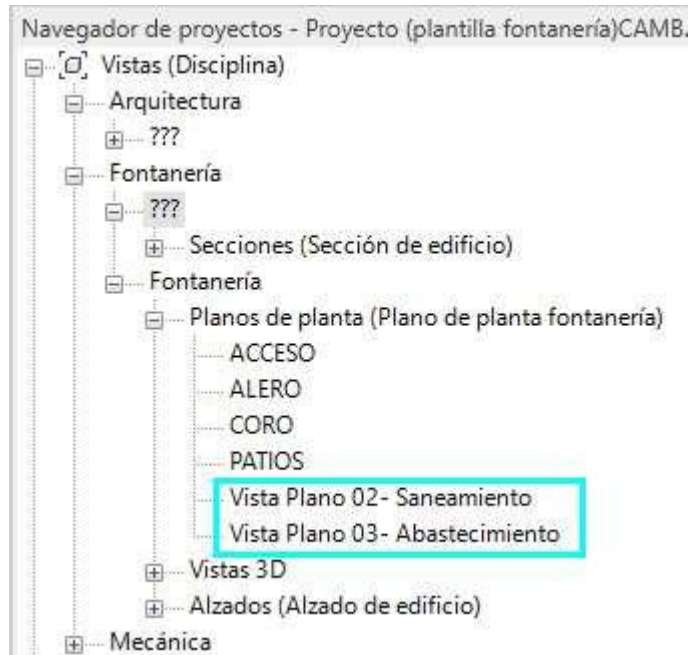 Navegador de proyectos - Proyecto (plantilla fontanería)CAMB.
Vistas (Disciplina)
Arquitectura
???
Fontanería
???
Secciones (Sección de edificio)
Fontanería
Planos de planta (Plano de planta fontanería)
ACCESO
ALERO
CORO
PATIOS
Vista Plano 02- Saneamiento
Vista Plano 03- Abastecimiento
Vistas 3D
Alzados (Alzado de edificio)
Mecánica